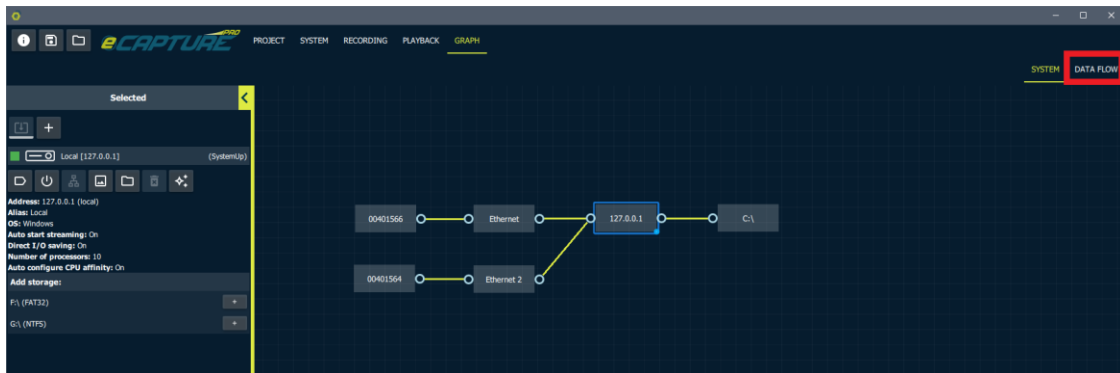 eCAPTURE PRO
PROJECT SYSTEM RECORDING PLAYBACK GRAPH
SYSTEM DATA FLOW
Selected
Local [127.0.0.1] (SystemUp)
Address: 127.0.0.1 (local)
Alias: Local
OS: Windows
Auto start streaming: On
Direct I/O saving: On
Number of processors: 10
Auto configure CPU affinity: On
Add storage:
F:\ (FAT32) +
G:\ (NTFS) +
00401566 Ethernet 127.0.0.1 C:\
00401564 Ethernet 2